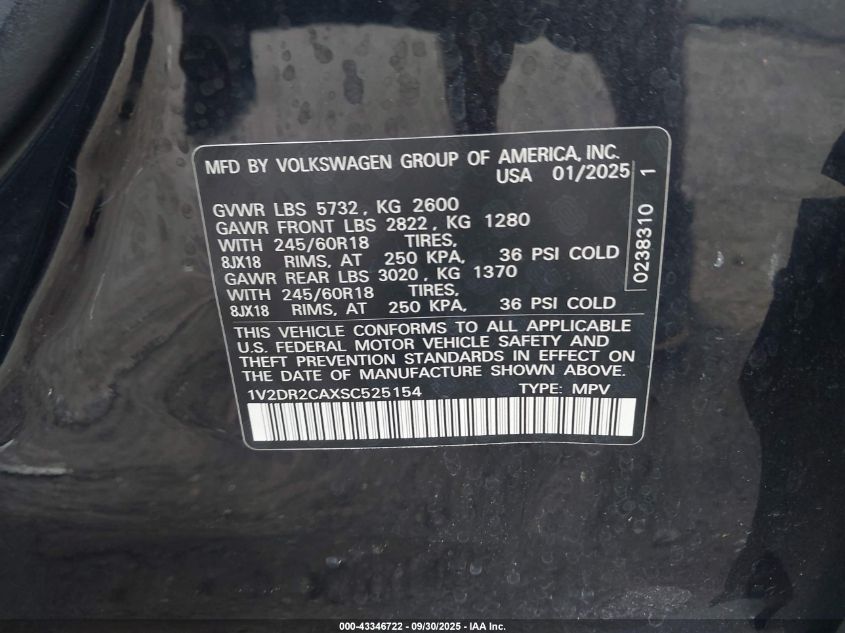 MFD BY VOLKSWAGEN GROUP OF AMERICA, INC.
USA 01/2025
GVWR LBS 5732, KG 2600
GAWR FRONT LBS 2822, KG 1280
WITH 245/60R18 TIRES,
8JX18 RIMS, AT 250 KPA, 36 PSI COLD
GAWR REAR LBS 3020, KG 1370
WITH 245/60R18 TIRES,
8JX18 RIMS, AT 250 KPA, 36 PSI COLD
0238310 1
THIS VEHICLE CONFORMS TO ALL APPLICABLE
U.S. FEDERAL MOTOR VEHICLE SAFETY AND
THEFT PREVENTION STANDARDS IN EFFECT ON
THE DATE OF MANUFACTURE SHOWN ABOVE.
1V2DR2CAXSC525154 TYPE: MPV
000-43346722 - 09/30/2025 - IAA Inc.